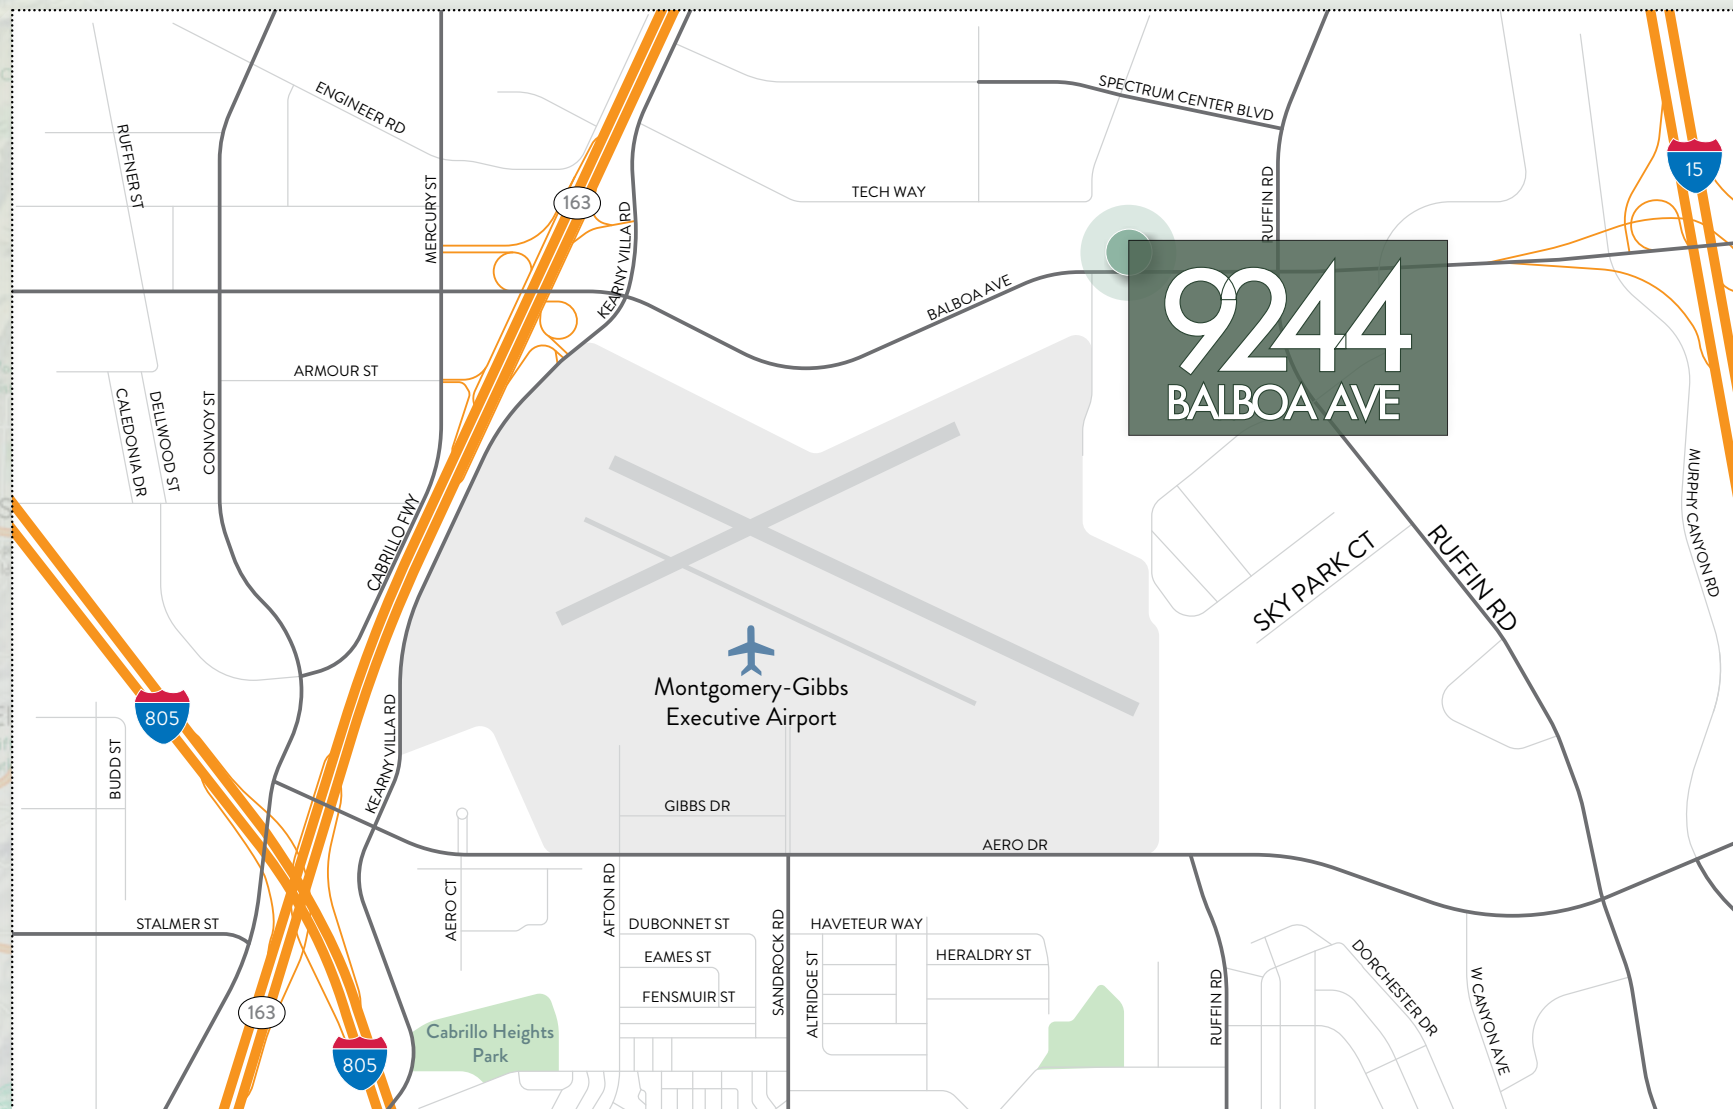 ENGINEER RD
SPECTRUM CENTER BLVD
RUFFNER ST
15
MERCURY ST
163
TECH WAY
RUFFIN RD
KEARNY VILLA RD
BALBOA AVE
9244
BALBOA AVE
ARMOUR ST
CALEDONIA DR
DELLWOOD ST
CONVOY ST
CABRILLO FWY
MURPHY CANYON RD
SKY PARK CT
RUFFIN RD
Montgomery-Gibbs
Executive Airport
805
BUDD ST
KEARNY VILLA RD
GIBBS DR
AERO DR
AERO CT
AFTON RD
STALMER ST
DUBONNET ST
SANDROCK RD
HAVETEUR WAY
EAMES ST
ALTRIDGE ST
HERALDRY ST
FENSMUIR ST
RUFFIN RD
DORCHESTER DR
W CANYON AVE
163
Cabrillo Heights
Park
805